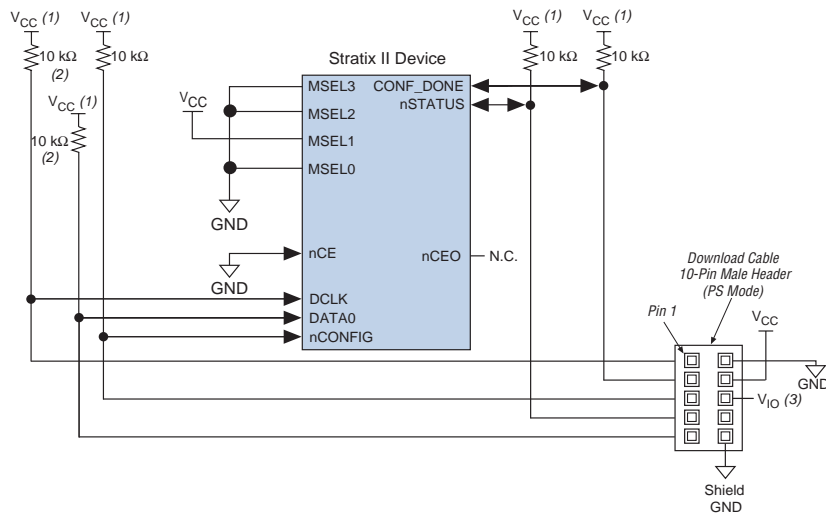 VCC (1)
VCC (1)
VCC (1)
VCC (1)
10 kΩ
(2)
10 kΩ
10 kΩ
10 kΩ
Stratix II Device
VCC (1)
10 kΩ
(2)
VCC
MSEL3
CONF_DONE
MSEL2
nSTATUS
MSEL1
MSEL0
GND
nCE
nCEO
N.C.
GND
DCLK
DATA0
nCONFIG
Download Cable
10-Pin Male Header
(PS Mode)
Pin 1
VCC
GND
VIO (3)
Shield
GND